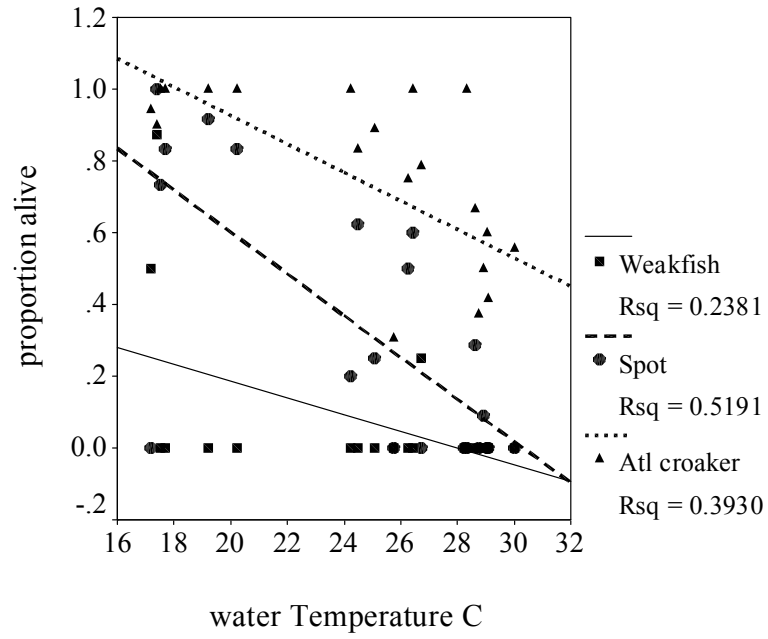 1.2
1.0
.8
.6
.4
.2
0.0
-.2
proportion alive
16 18 20 22 24 26 28 30 32
water Temperature C
Weakfish
Rsq = 0.2381
Spot
Rsq = 0.5191
Atl croaker
Rsq = 0.3930